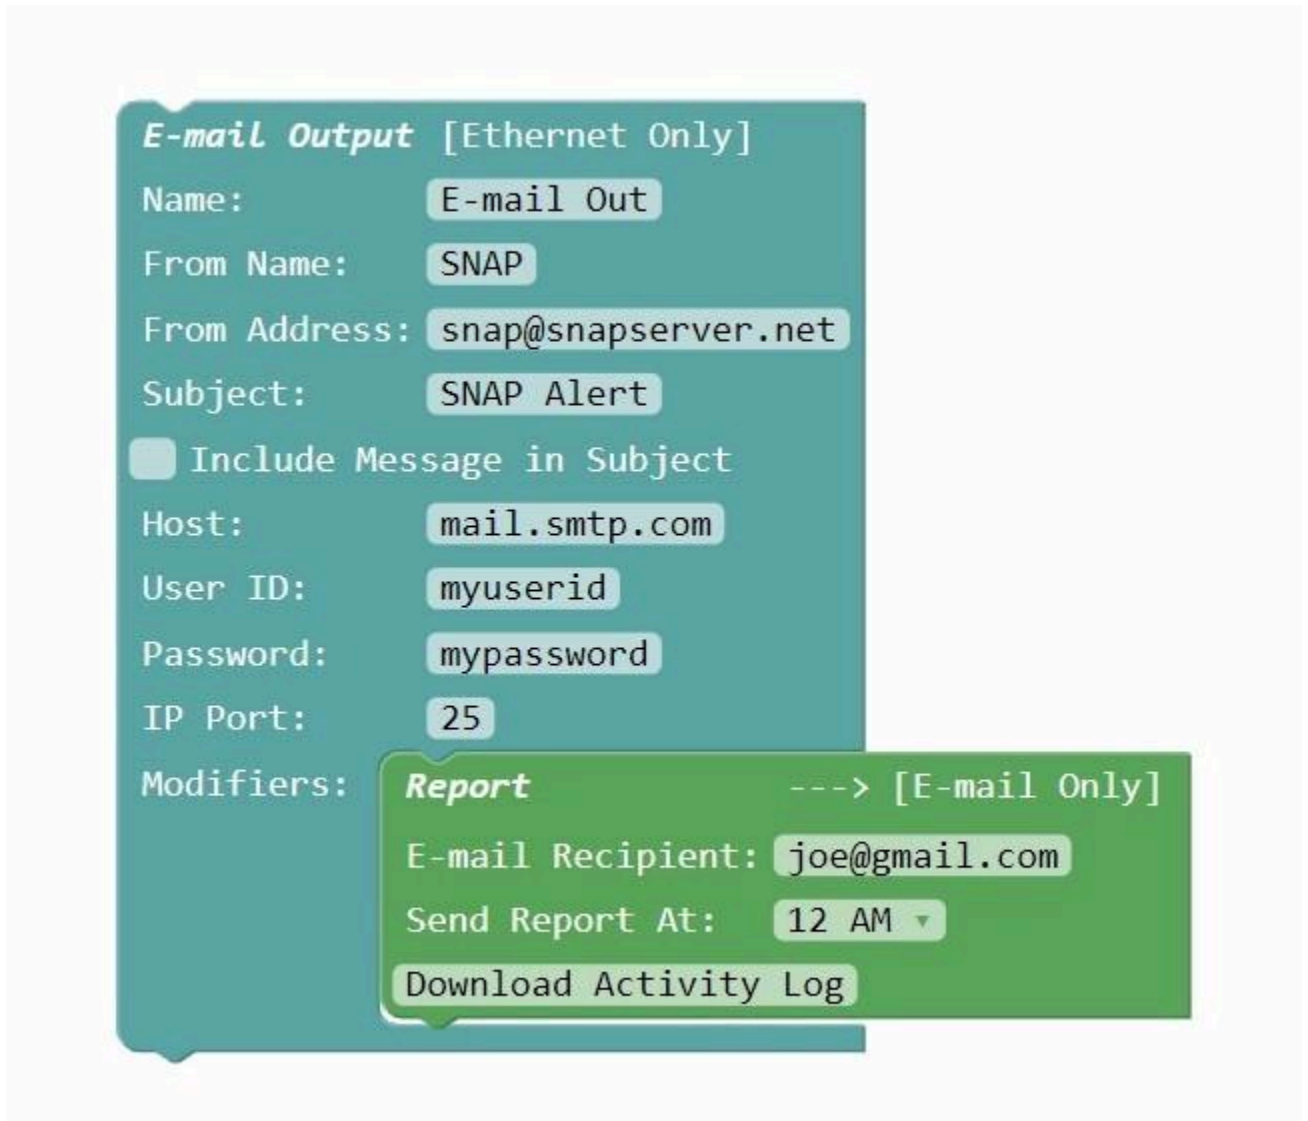 E-mail Output [Ethernet Only]
Name: E-mail Out
From Name: SNAP
From Address: snap@snapserver.net
Subject: SNAP Alert
Include Message in Subject
Host: mail.smtp.com
User ID: myuserid
Password: mypassword
IP Port: 25
Modifiers: Report ---> [E-mail Only]
E-mail Recipient: joe@gmail.com
Send Report At: 12 AM ▾
Download Activity Log